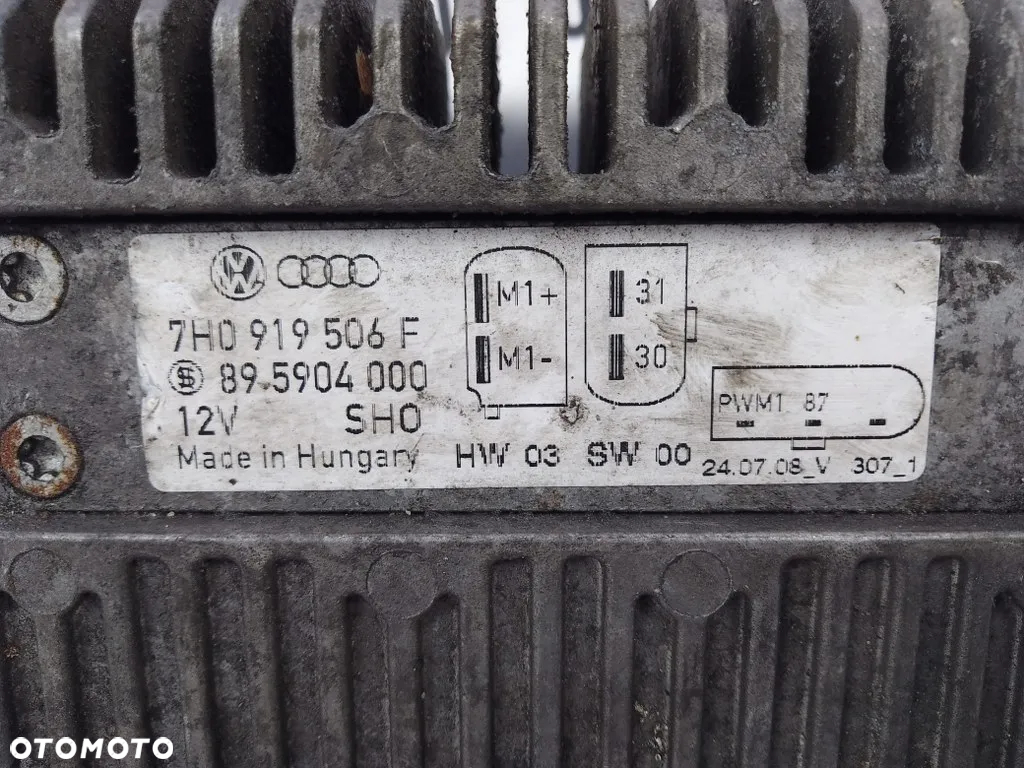 7H0 919 506 F
89.5904 000
12V SHO
Made in Hungary HW 03 SW 00
M1+
M1-
31
30
PWM1 87
24.07.08_V 307_1
OTOMOTO